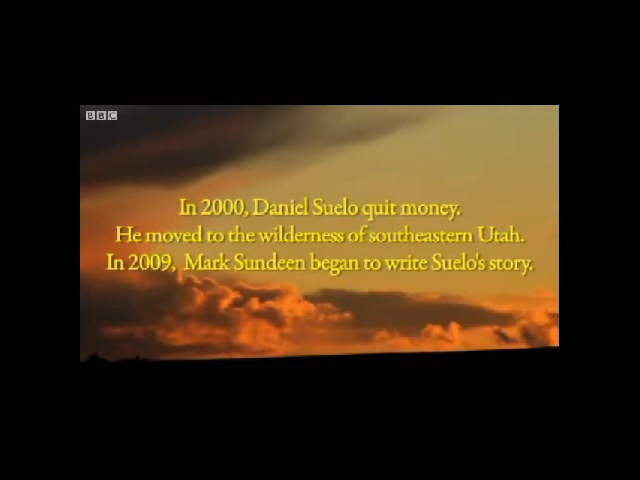 BBC
In 2000, Daniel Suelo quit money.
He moved to the wilderness of southeastern Utah.
In 2009, Mark Sundeen began to write Suelo's story.